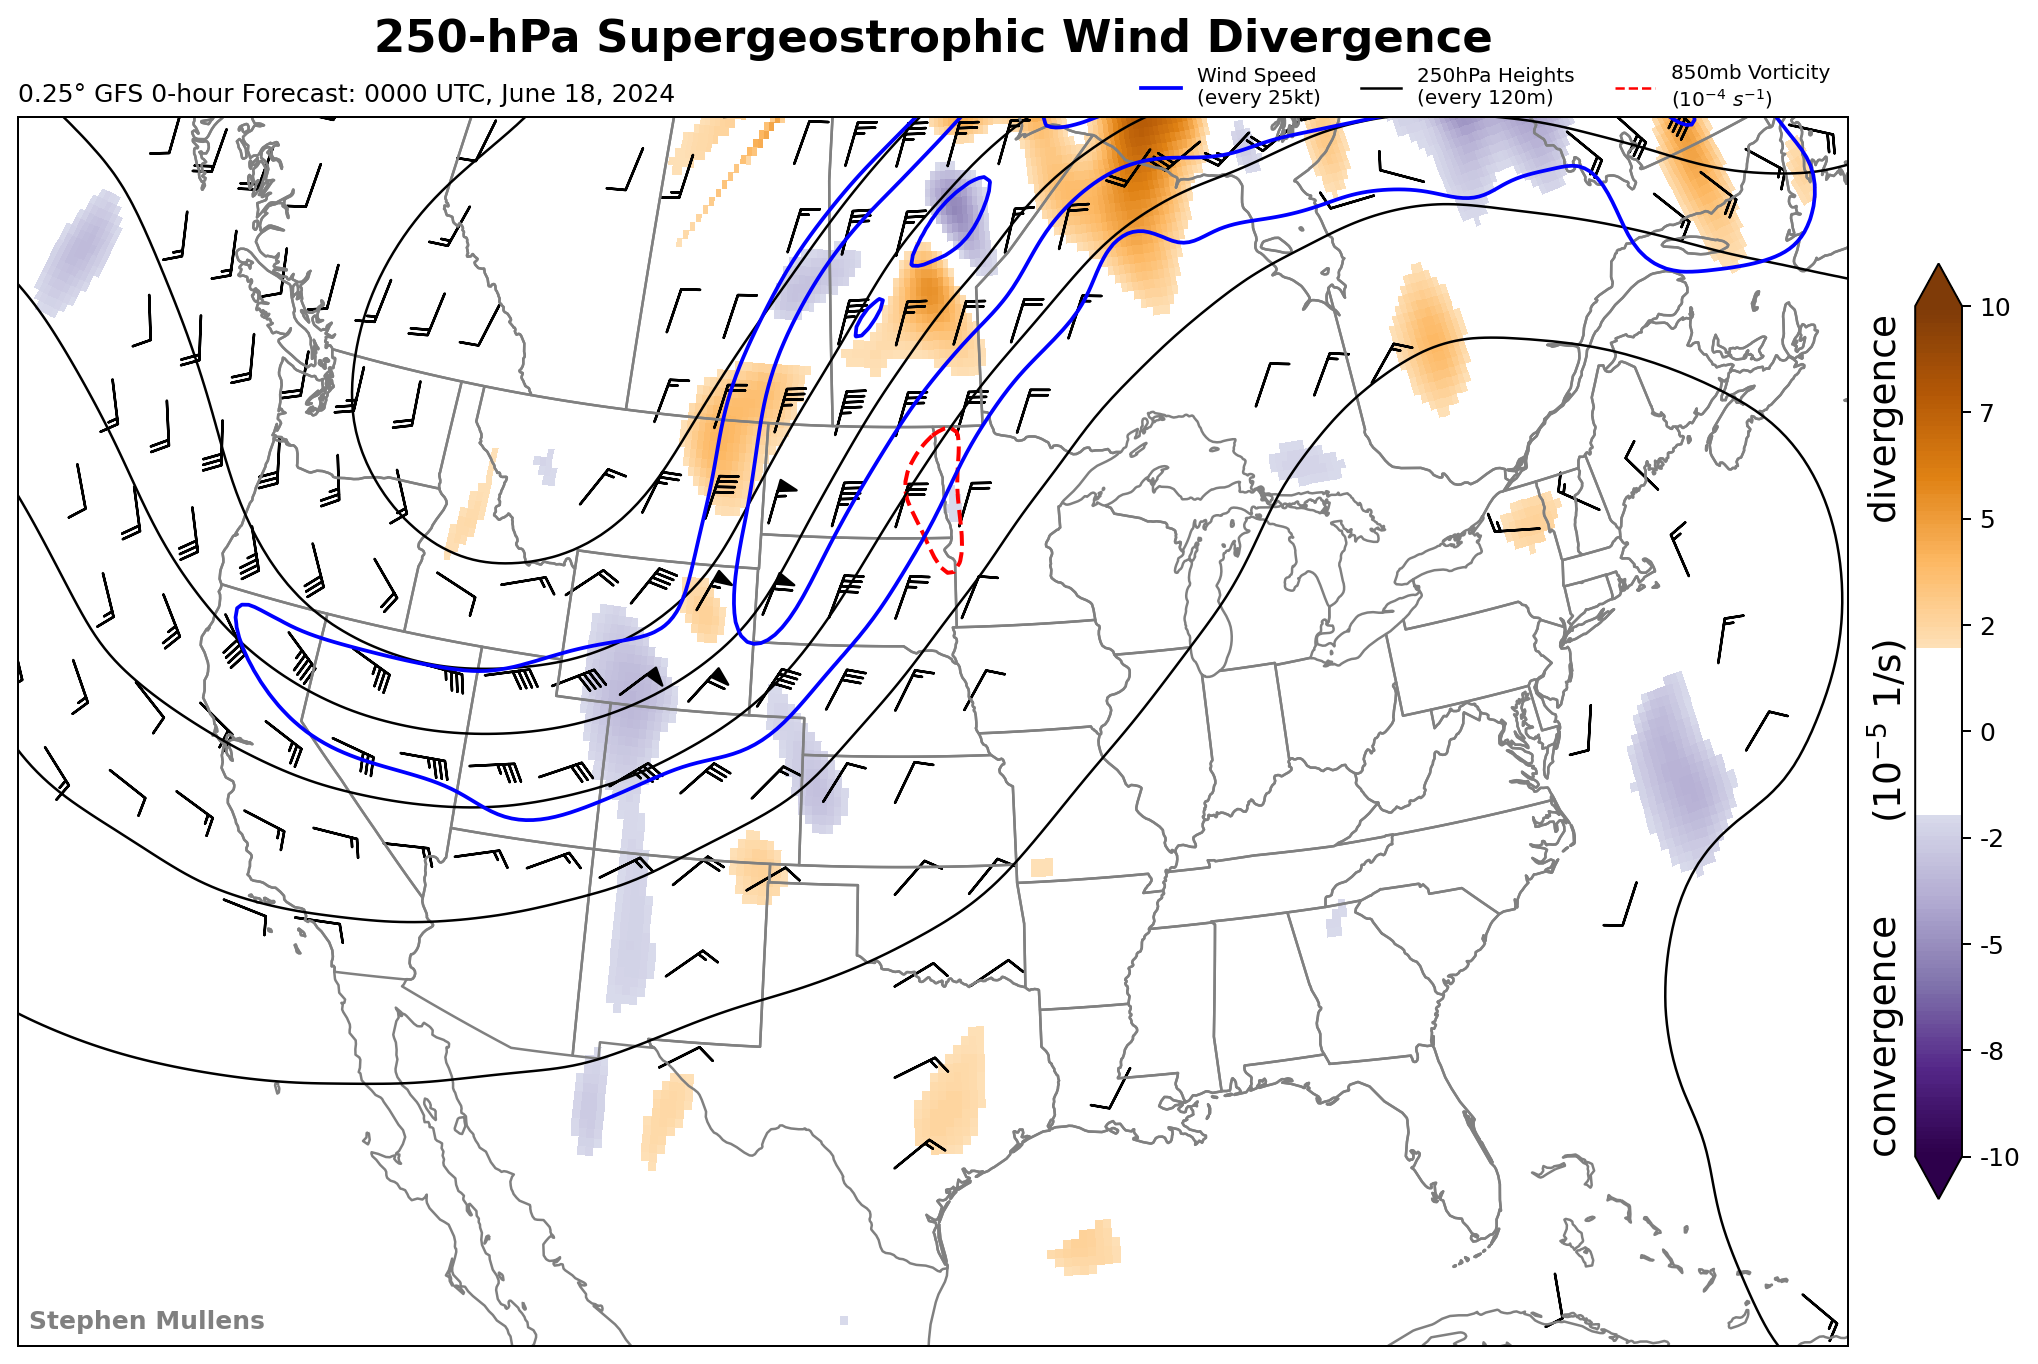 250-hPa Supergeostrophic Wind Divergence
0.25° GFS 0-hour Forecast: 0000 UTC, June 18, 2024
Wind Speed
(every 25kt)
250hPa Heights
(every 120m)
850mb Vorticity
(10⁻⁴ s⁻¹)
10
7
5
2
0
-2
-5
-8
-10
convergence (10⁻⁵ 1/s) divergence
Stephen Mullens